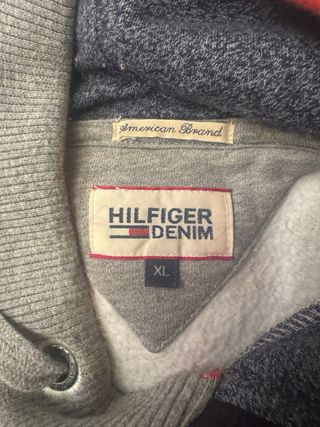 American Brand
HILFIGER
DENIM
XL